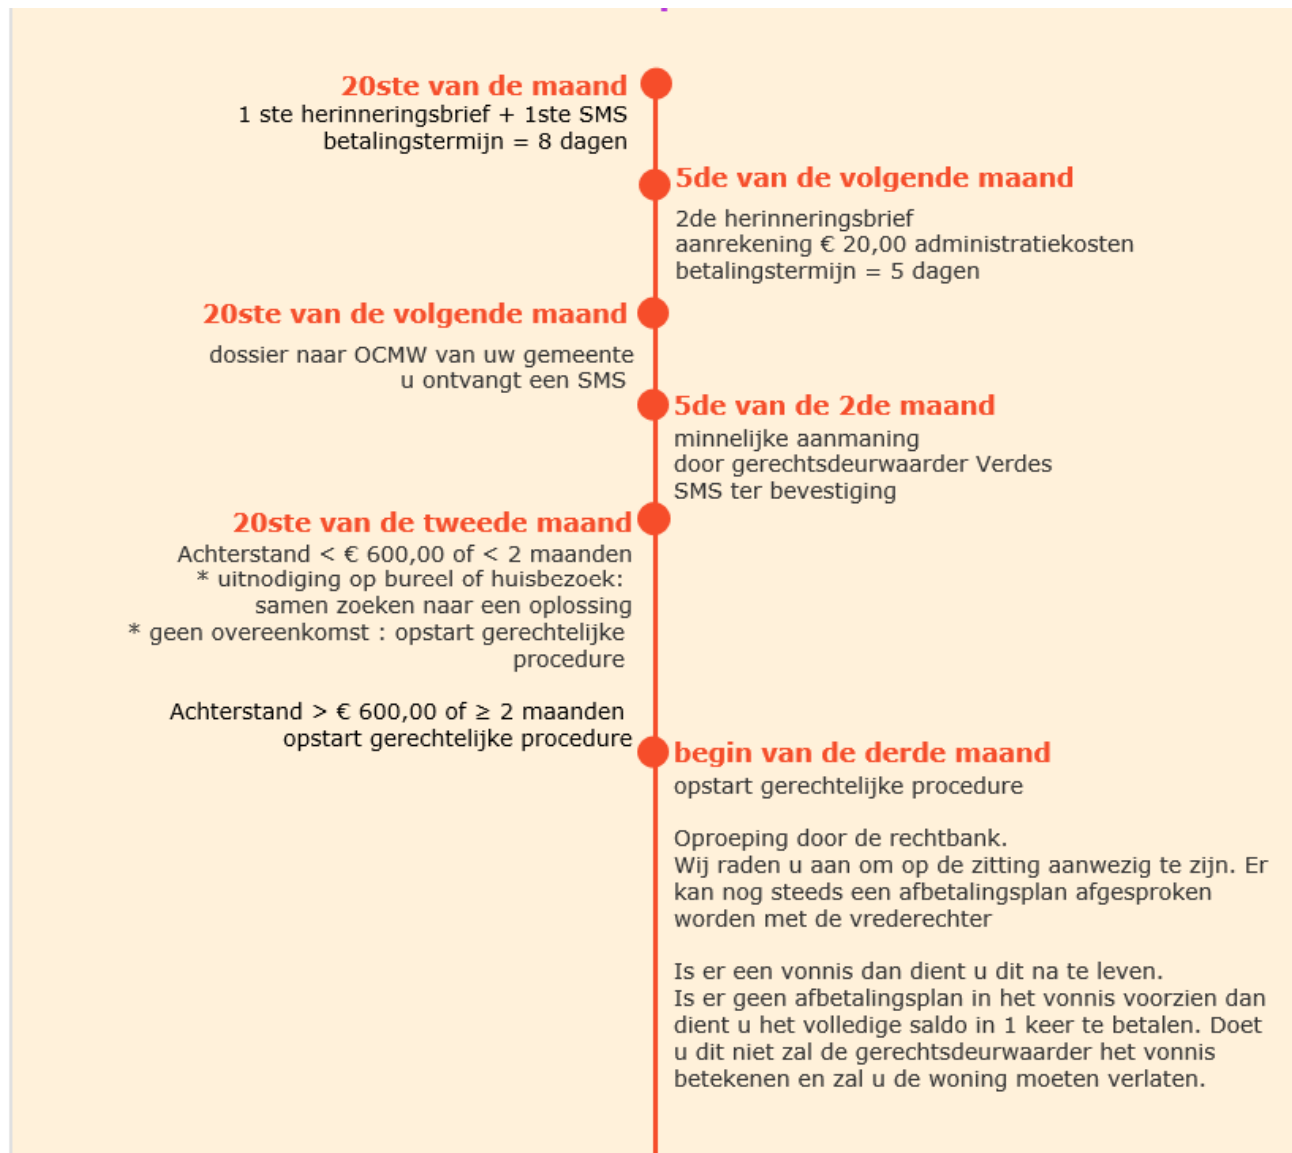 20ste van de maand
1 ste herinneringsbrief + 1ste SMS
betalingstermijn = 8 dagen
5de van de volgende maand
2de herinneringsbrief
aanrekening € 20,00 administratiekosten
betalingstermijn = 5 dagen
20ste van de volgende maand
dossier naar OCMW van uw gemeente
u ontvangt een SMS
5de van de 2de maand
minnelijke aanmaning
door gerechtsdeurwaarder Verdes
SMS ter bevestiging
20ste van de tweede maand
Achterstand < € 600,00 of < 2 maanden
* uitnodiging op bureel of huisbezoek:
samen zoeken naar een oplossing
* geen overeenkomst : opstart gerechtelijke
procedure
Achterstand > € 600,00 of ≥ 2 maanden
opstart gerechtelijke procedure
begin van de derde maand
opstart gerechtelijke procedure
Oproeping door de rechtbank.
Wij raden u aan om op de zitting aanwezig te zijn. Er
kan nog steeds een afbetalingsplan afgesproken
worden met de vrederechter
Is er een vonnis dan dient u dit na te leven.
Is er geen afbetalingsplan in het vonnis voorzien dan
dient u het volledige saldo in 1 keer te betalen. Doet
u dit niet zal de gerechtsdeurwaarder het vonnis
betekenen en zal u de woning moeten verlaten.